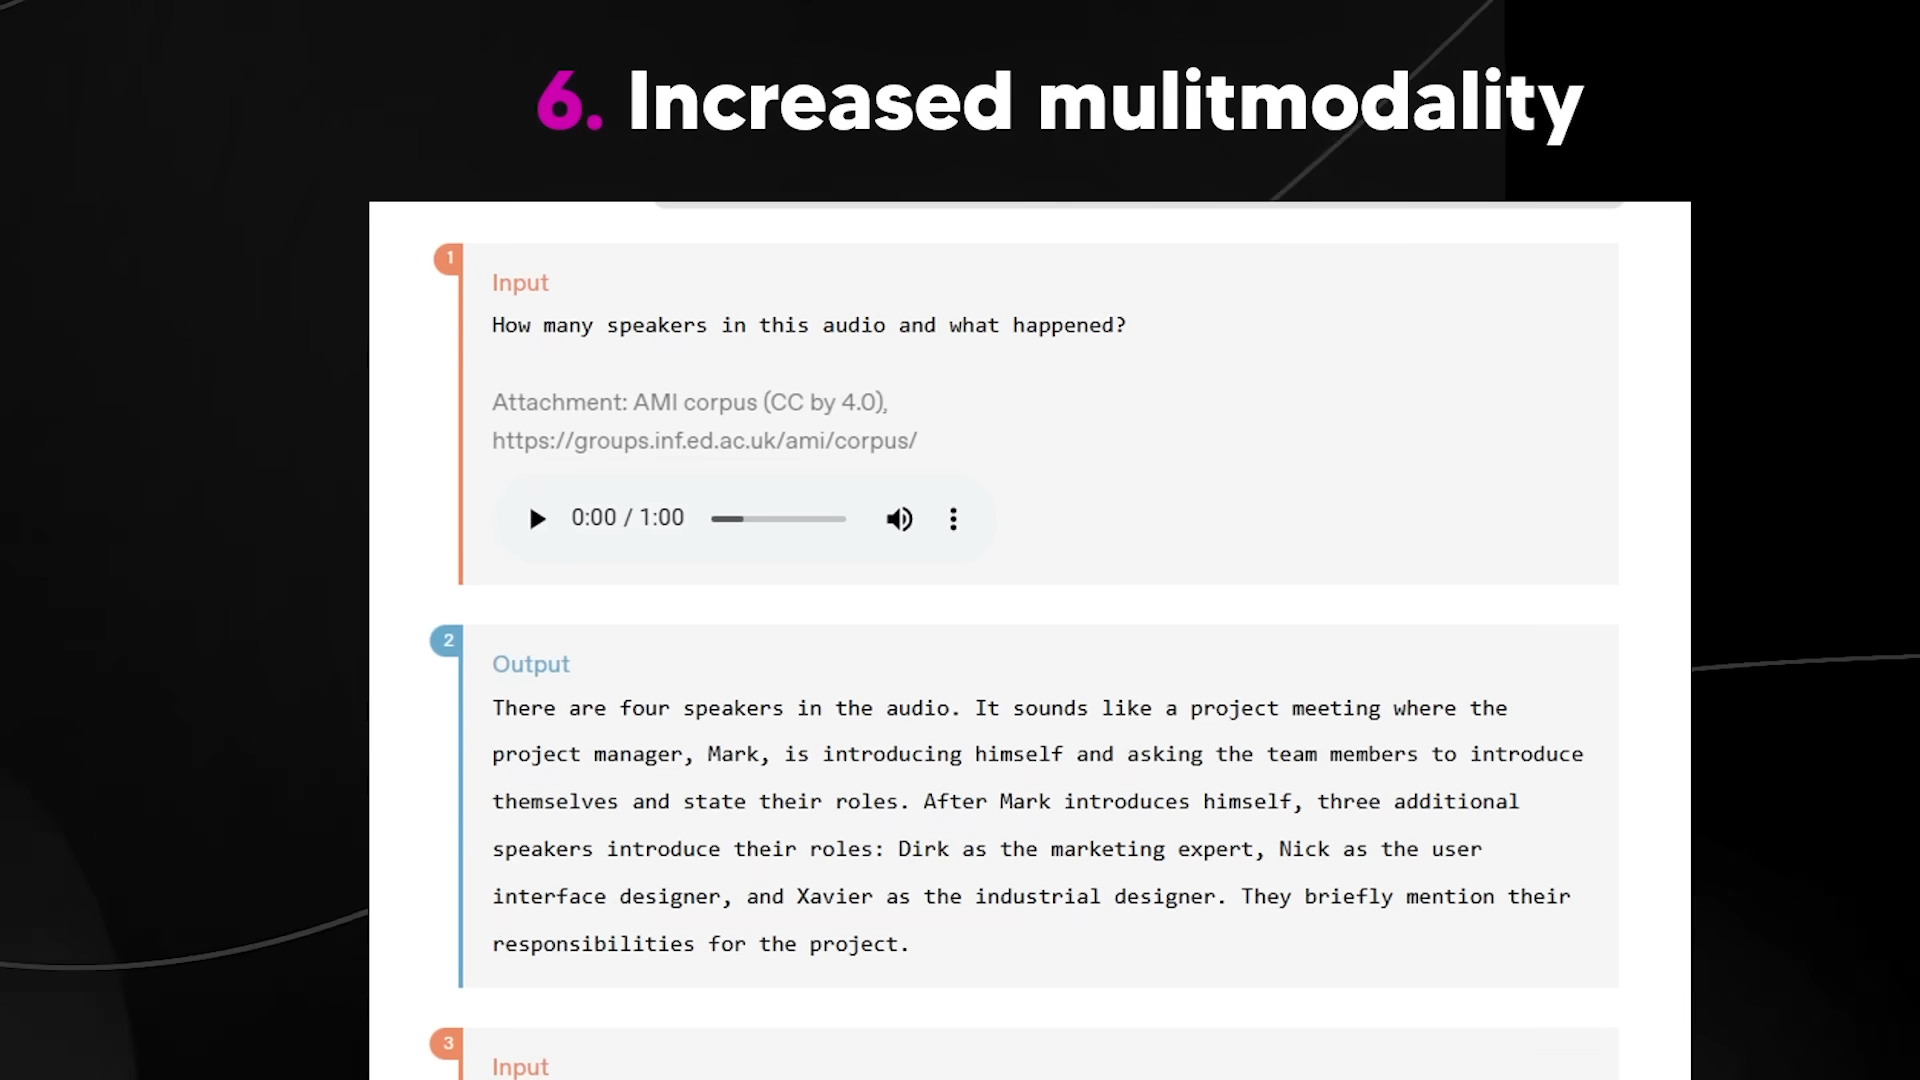 6. Increased mulitmodality
1
Input
How many speakers in this audio and what happened?
Attachment: AMI corpus (CC by 4.0),
https://groups.inf.ed.ac.uk/ami/corpus/
0:00 / 1:00
2
Output
There are four speakers in the audio. It sounds like a project meeting where the
project manager, Mark, is introducing himself and asking the team members to introduce
themselves and state their roles. After Mark introduces himself, three additional
speakers introduce their roles: Dirk as the marketing expert, Nick as the user
interface designer, and Xavier as the industrial designer. They briefly mention their
responsibilities for the project.
3
Input